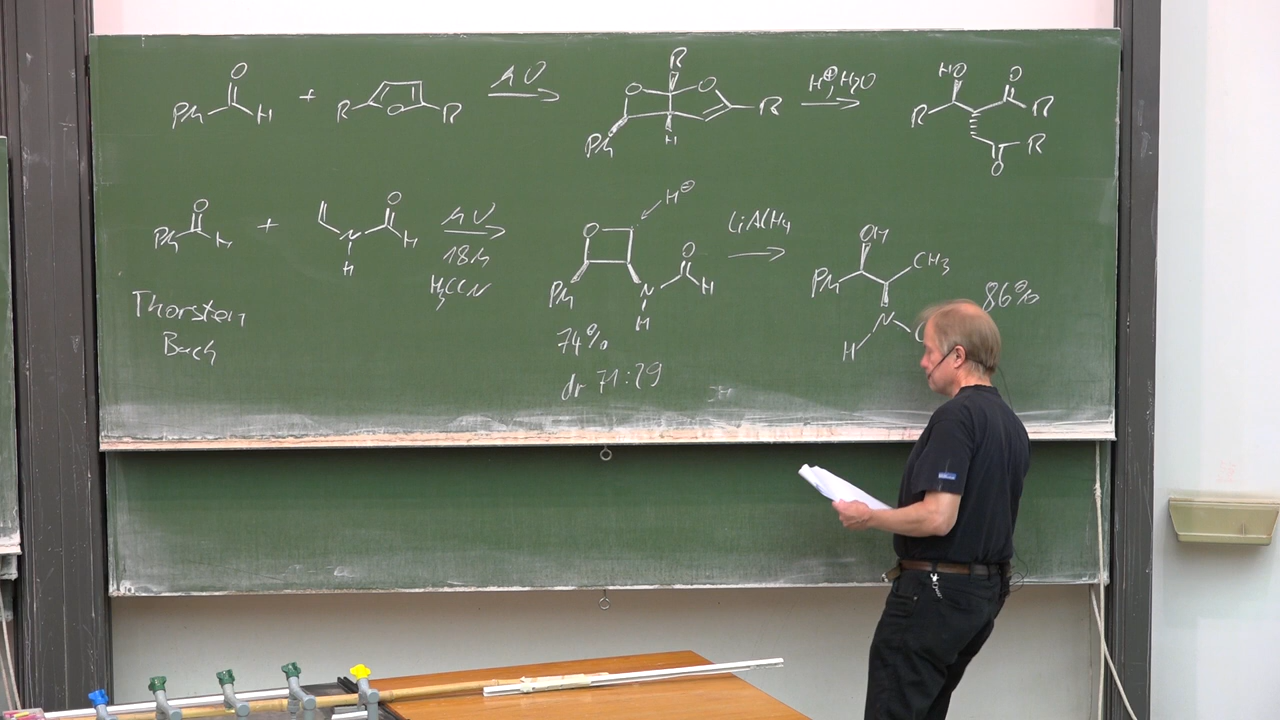 O O R O HO O
Ph H + R O R hν H⊕, H2O R R
Ph H R R O
O O H⊖ O OH
Ph H + N H hν O LiAlH4 Ph CH3
H 18h H3CCN Ph N H 86%
Thorsten H N
Bach 74% H
dr 71:29